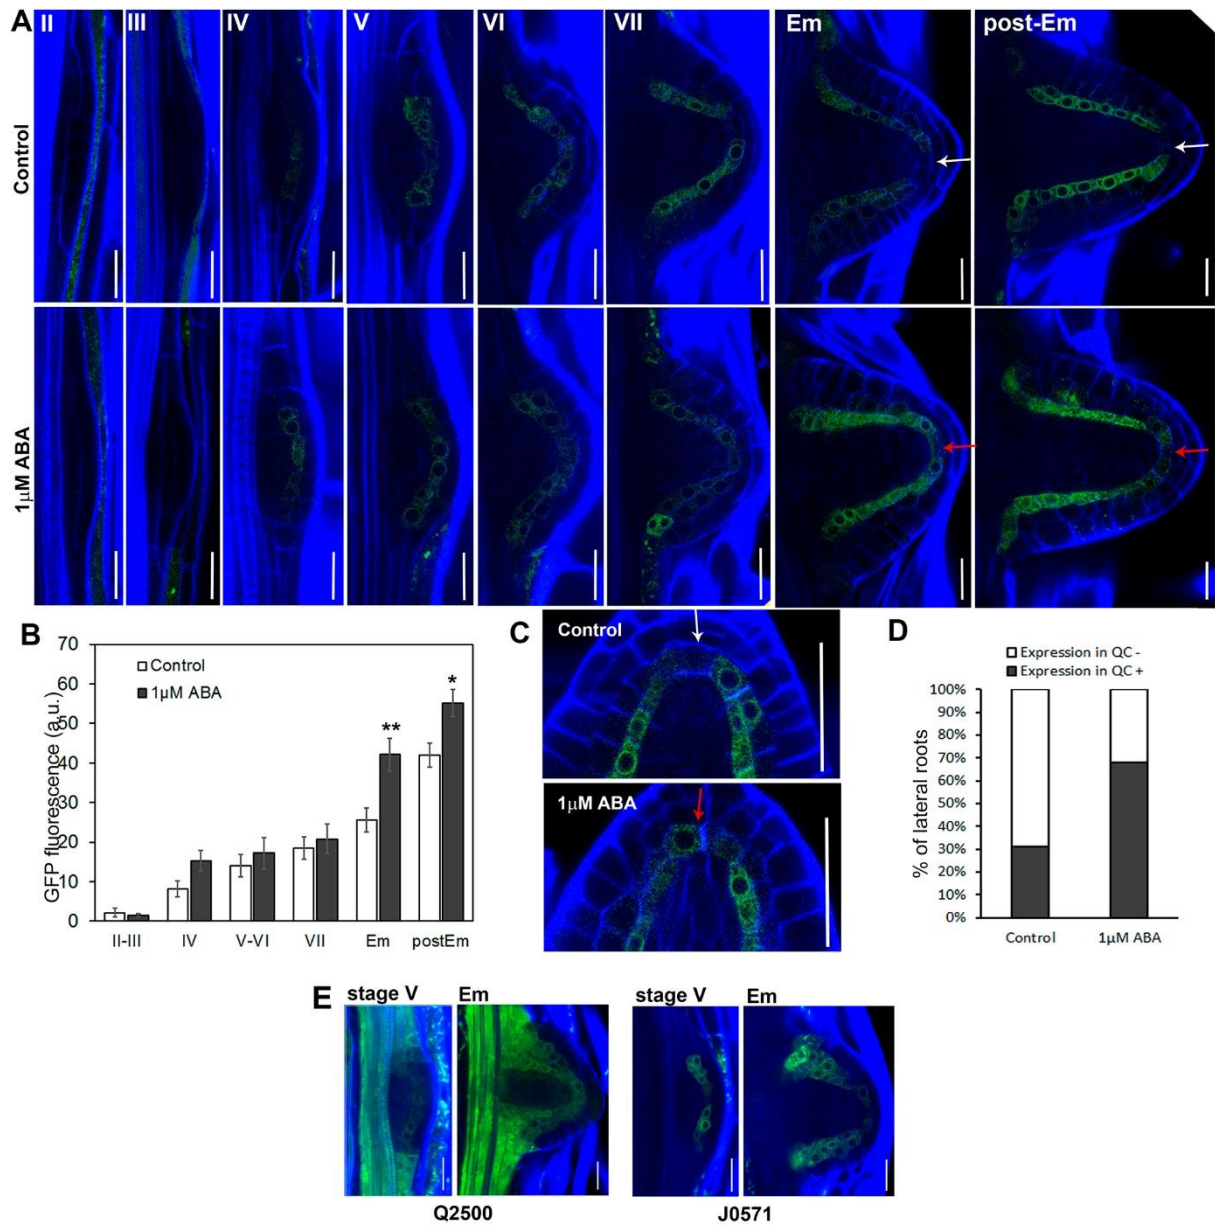 A
II III IV V VI VII Em post-Em
Control
1µM ABA
B
70
60
50
40
30
20
10
0
GFP fluorescence (a.u.)
Control
1µM ABA
**
*
II-III IV V-VI VII Em postEm
C
Control
1µM ABA
D
Expression in QC -
Expression in QC +
100%
90%
80%
70%
60%
50%
40%
30%
20%
10%
0%
% of lateral roots
Control 1µM ABA
E
stage V Em stage V Em
Q2500 J0571